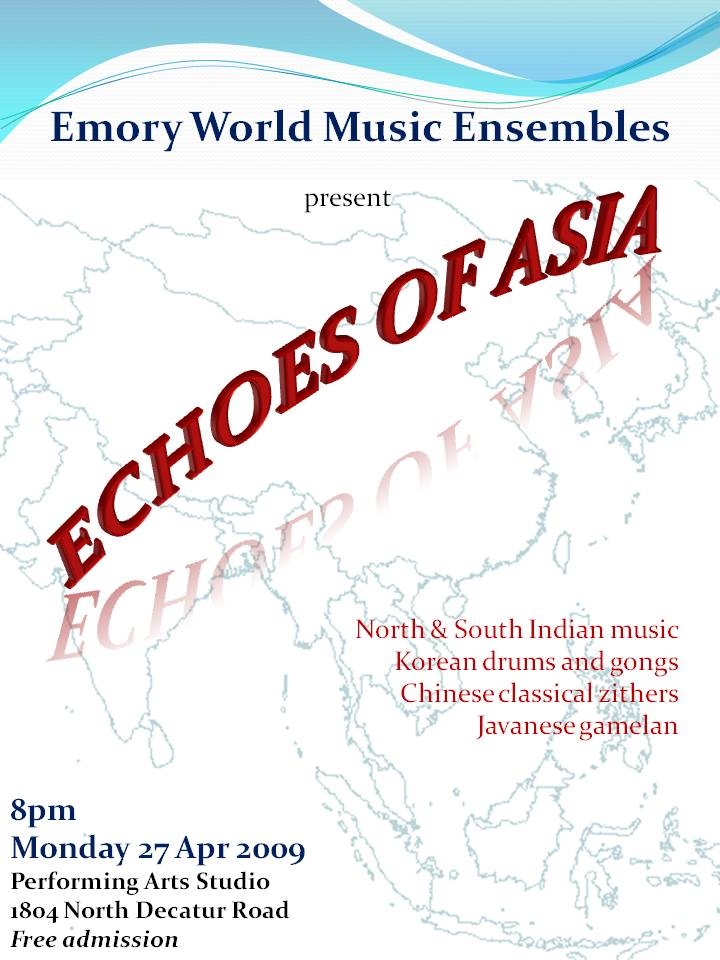 Emory World Music Ensembles
present
ECHOES OF ASIA
North & South Indian music
Korean drums and gongs
Chinese classical zithers
Javanese gamelan
8pm
Monday 27 Apr 2009
Performing Arts Studio
1804 North Decatur Road
Free admission